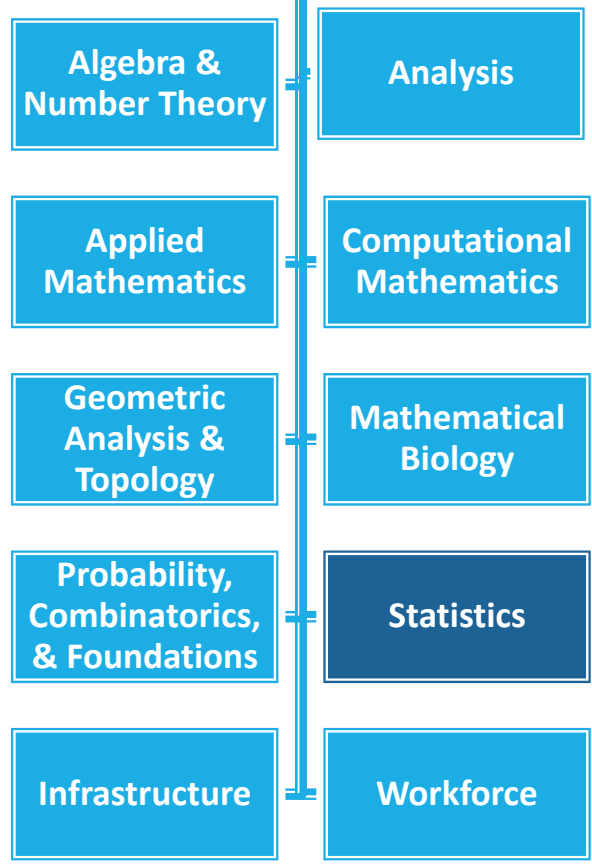 Algebra &
Number Theory
Analysis
Applied
Mathematics
Computational
Mathematics
Geometric
Analysis &
Topology
Mathematical
Biology
Probability,
Combinatorics,
& Foundations
Statistics
Infrastructure
Workforce